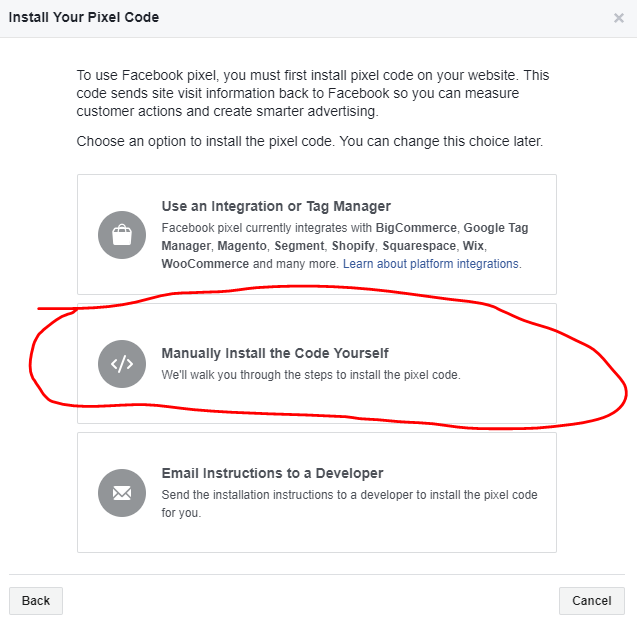 Install Your Pixel Code
To use Facebook pixel, you must first install pixel code on your website. This
code sends site visit information back to Facebook so you can measure
customer actions and create smarter advertising.
Choose an option to install the pixel code. You can change this choice later.
Use an Integration or Tag Manager
Facebook pixel currently integrates with BigCommerce, Google Tag
Manager, Magento, Segment, Shopify, Squarespace, Wix,
WooCommerce and many more. Learn about platform integrations.
Manually Install the Code Yourself
We'll walk you through the steps to install the pixel code.
Email Instructions to a Developer
Send the installation instructions to a developer to install the pixel code
for you.
Back
Cancel